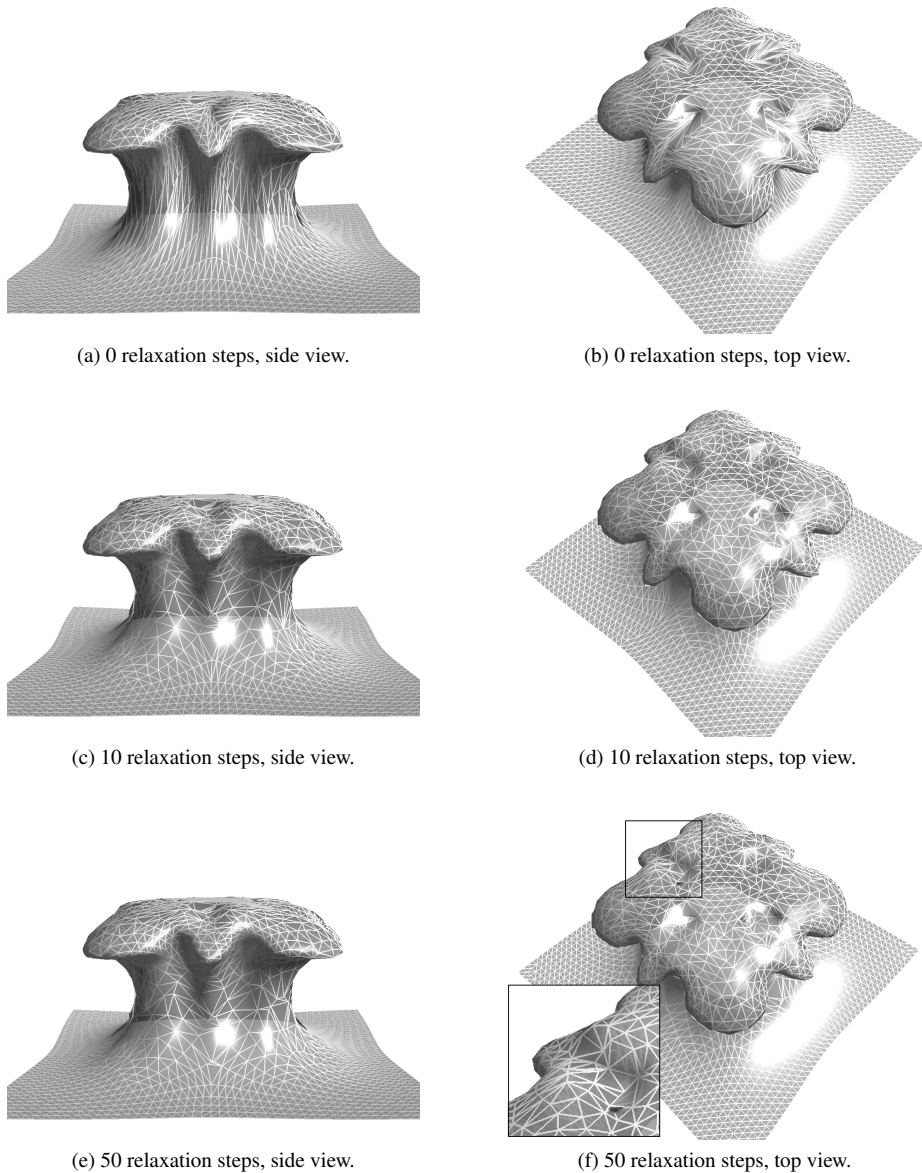 (a) 0 relaxation steps, side view.
(b) 0 relaxation steps, top view.
(c) 10 relaxation steps, side view.
(d) 10 relaxation steps, top view.
(e) 50 relaxation steps, side view.
(f) 50 relaxation steps, top view.